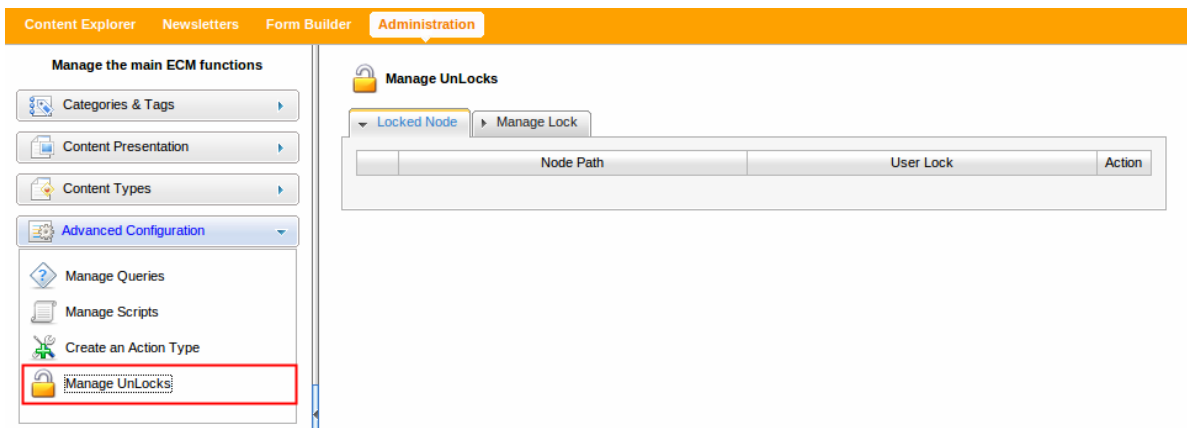 Content Explorer Newsletters Form Builder Administration
Manage the main ECM functions
Categories & Tags
Content Presentation
Content Types
Advanced Configuration
Manage Queries
Manage Scripts
Create an Action Type
Manage UnLocks
Manage UnLocks
Locked Node Manage Lock
Node Path User Lock Action